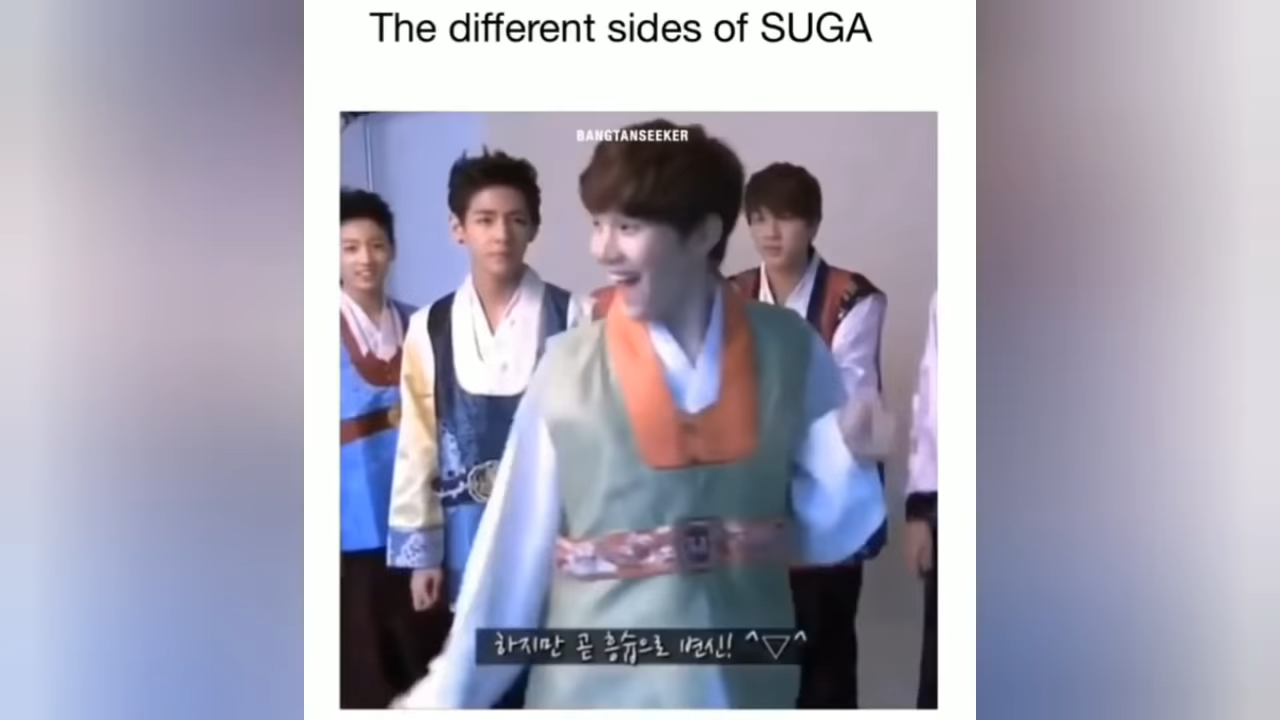 The different sides of SUGA
BANGTANSEEKER
하지만 곧 흥슙으로 변신! ^▽^